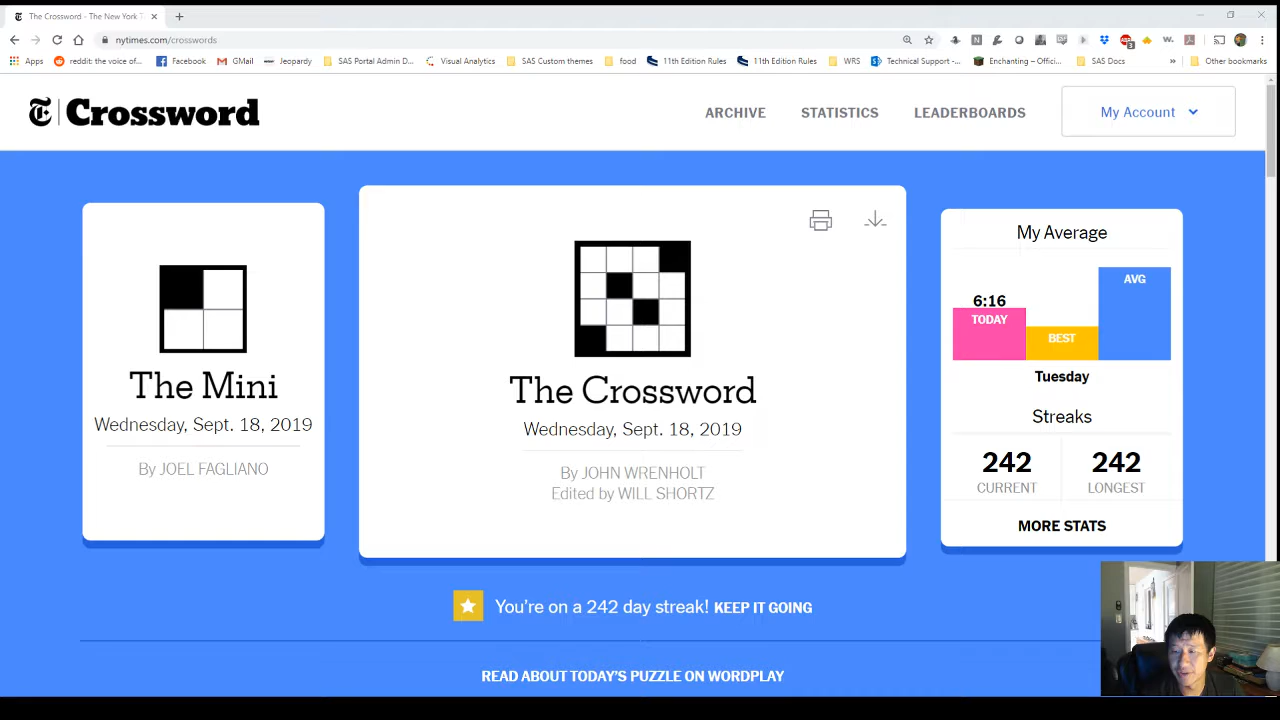 The Crossword - The New York T
nytimes.com/crosswords
3
Apps
reddit: the voice of...
Facebook
GMail
Jeopardy
SAS Portal Admin D...
Visual Analytics
SAS Custom themes
food
11th Edition Rules
11th Edition Rules
WRS
Technical Support -...
Enchanting – Offici...
SAS Docs
»
Other bookmarks
T Crossword
ARCHIVE
STATISTICS
LEADERBOARDS
My Account
The Mini
Wednesday, Sept. 18, 2019
By JOEL FAGLIANO
The Crossword
Wednesday, Sept. 18, 2019
By JOHN WRENHOLT
Edited by WILL SHORTZ
My Average
6:16
TODAY
BEST
AVG
Tuesday
Streaks
242
CURRENT
242
LONGEST
MORE STATS
You're on a 242 day streak! KEEP IT GOING
READ ABOUT TODAY'S PUZZLE ON WORDPLAY